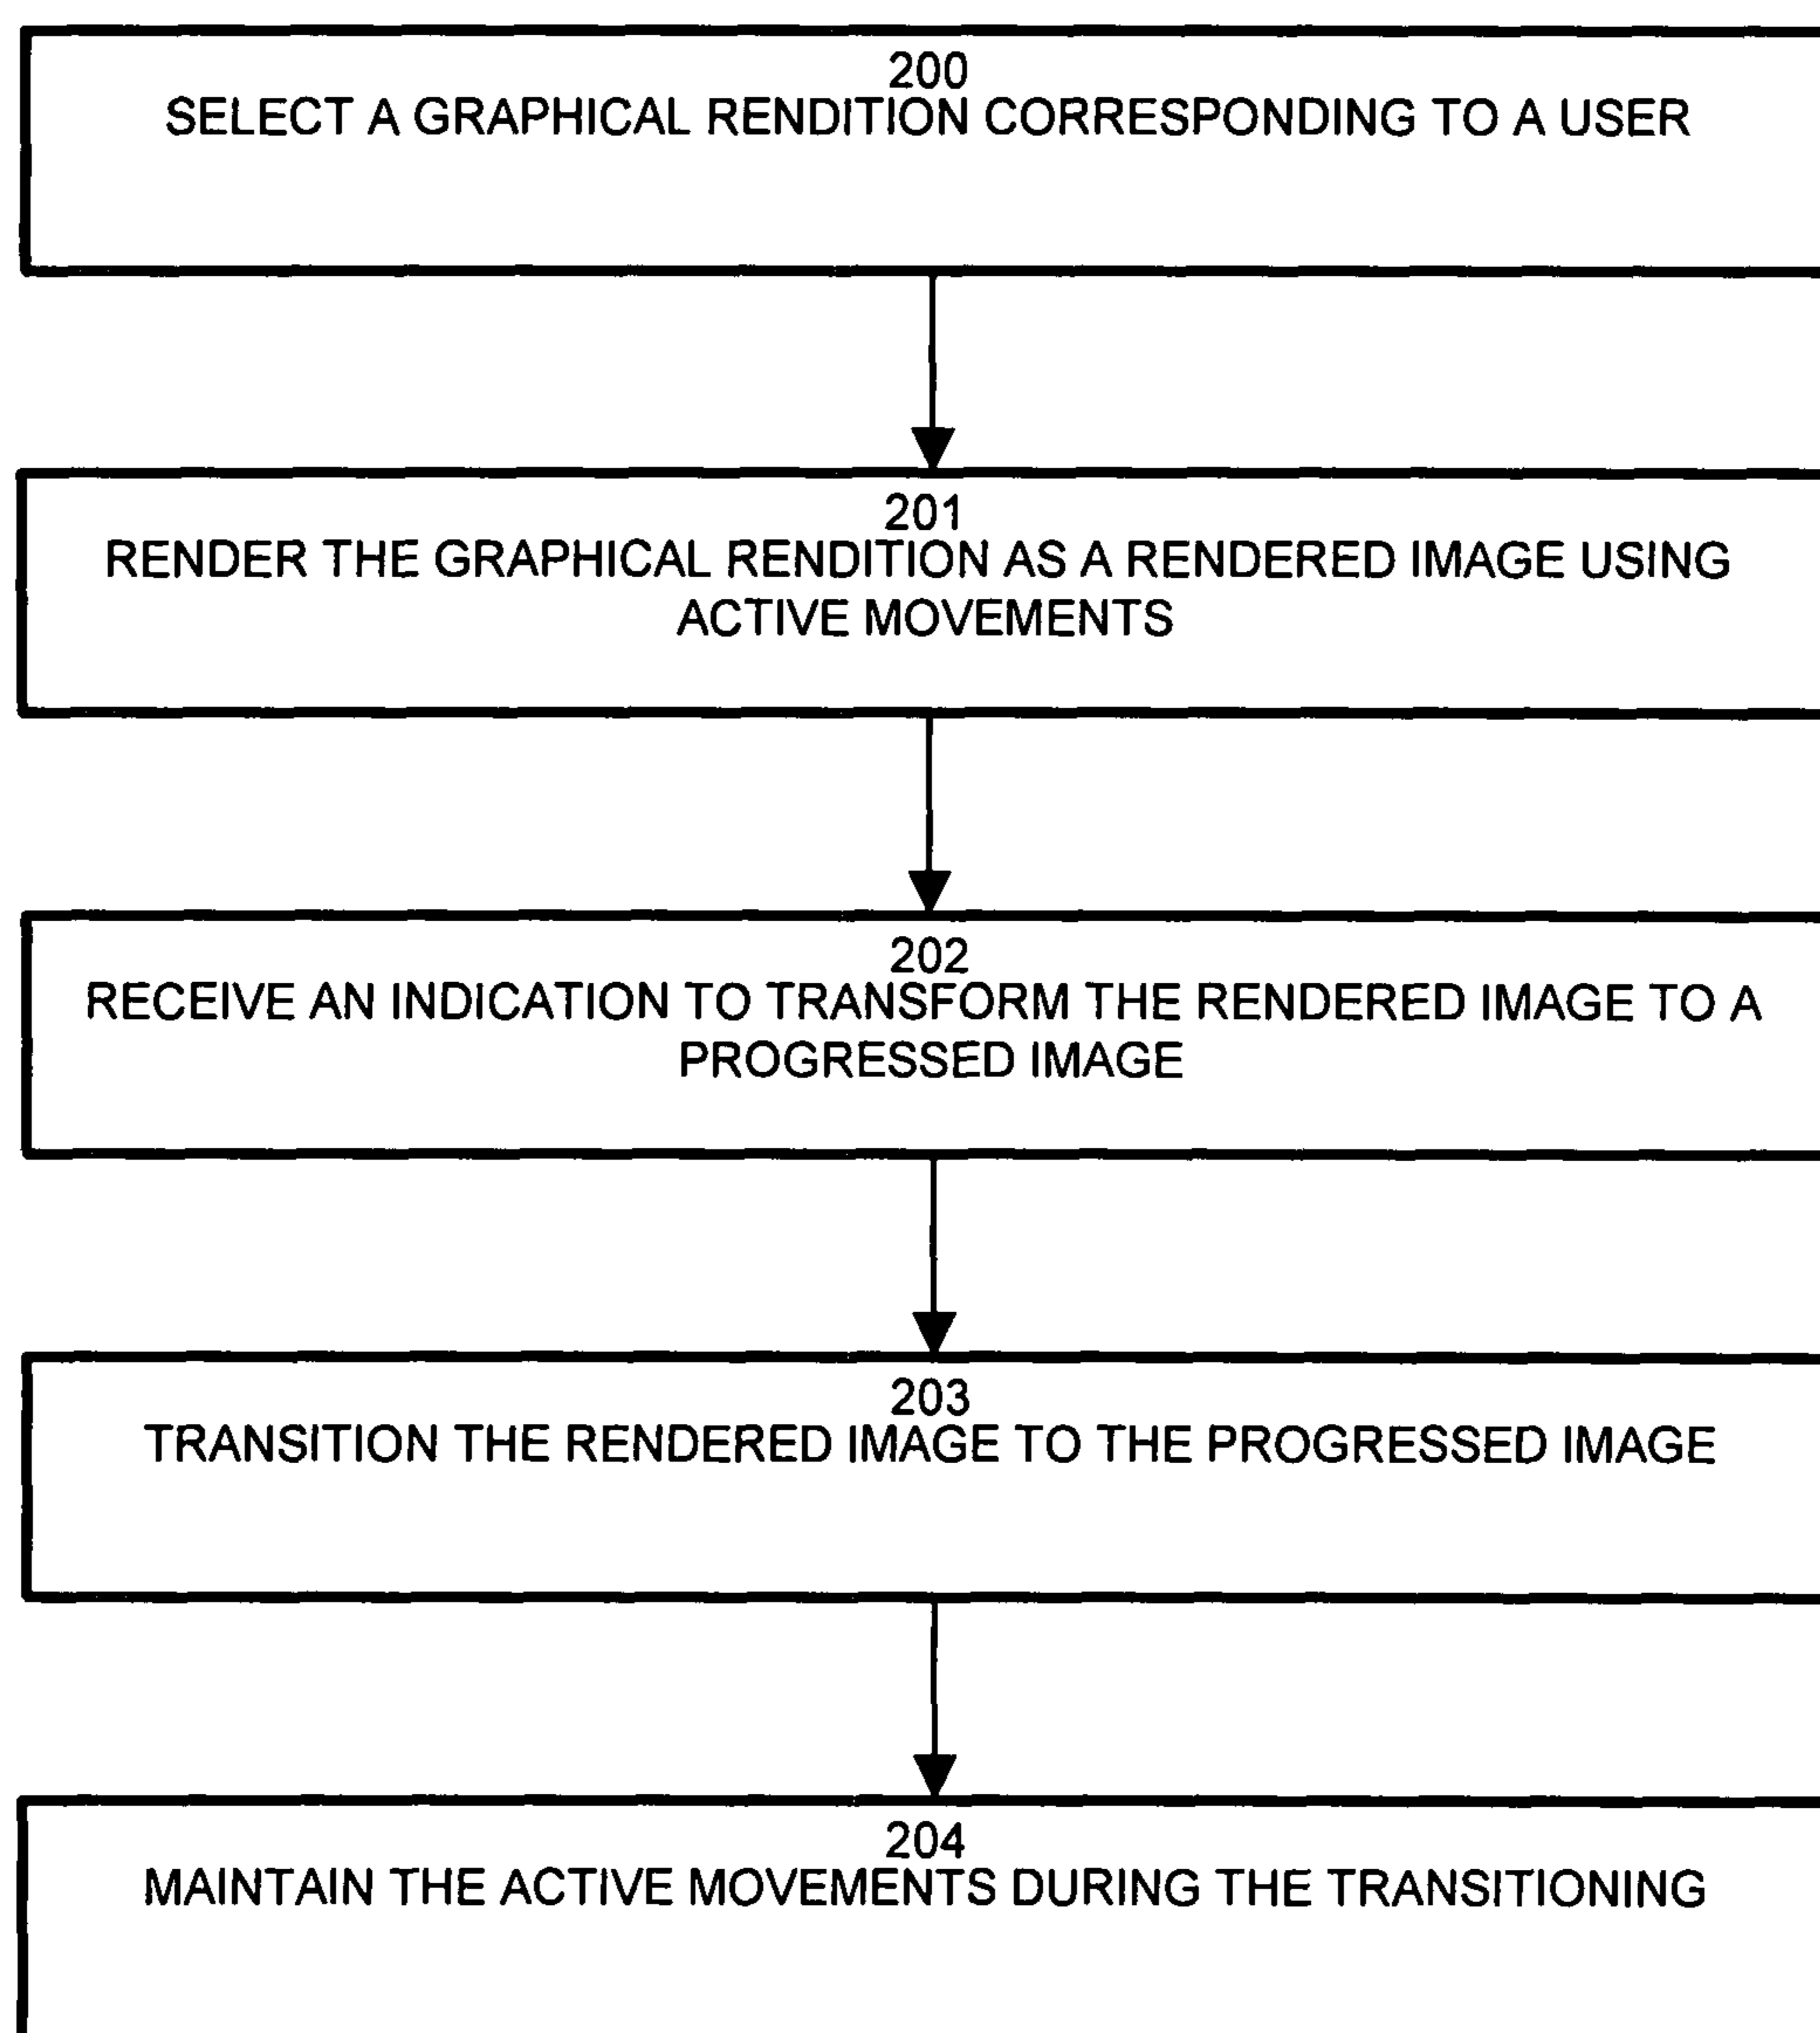 200
SELECT A GRAPHICAL RENDITION CORRESPONDING TO A USER
201
RENDER THE GRAPHICAL RENDITION AS A RENDERED IMAGE USING
ACTIVE MOVEMENTS
202
RECEIVE AN INDICATION TO TRANSFORM THE RENDERED IMAGE TO A
PROGRESSED IMAGE
203
TRANSITION THE RENDERED IMAGE TO THE PROGRESSED IMAGE
204
MAINTAIN THE ACTIVE MOVEMENTS DURING THE TRANSITIONING